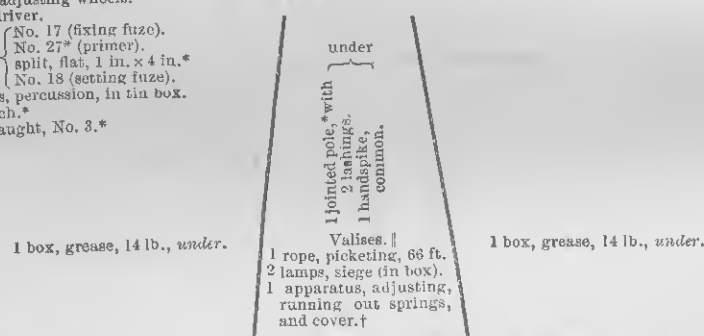 adjusting wheels.
driver.
No. 17 (fixing fuze).
No. 27* (primer).
split, flat, 1 in. × 4 in.*
No. 18 (setting fuze).
percussion, in tin box.
No. 3.*
under
1 jointed pole,* with
2 lashings.
1 handspike,
common.
1 box, grease, 14 lb., under.
Valises.‖
1 rope, picketing, 66 ft.
2 lamps, siege (in box).
1 apparatus, adjusting,
running out springs,
and cover.†
1 box, grease, 14 lb., under.